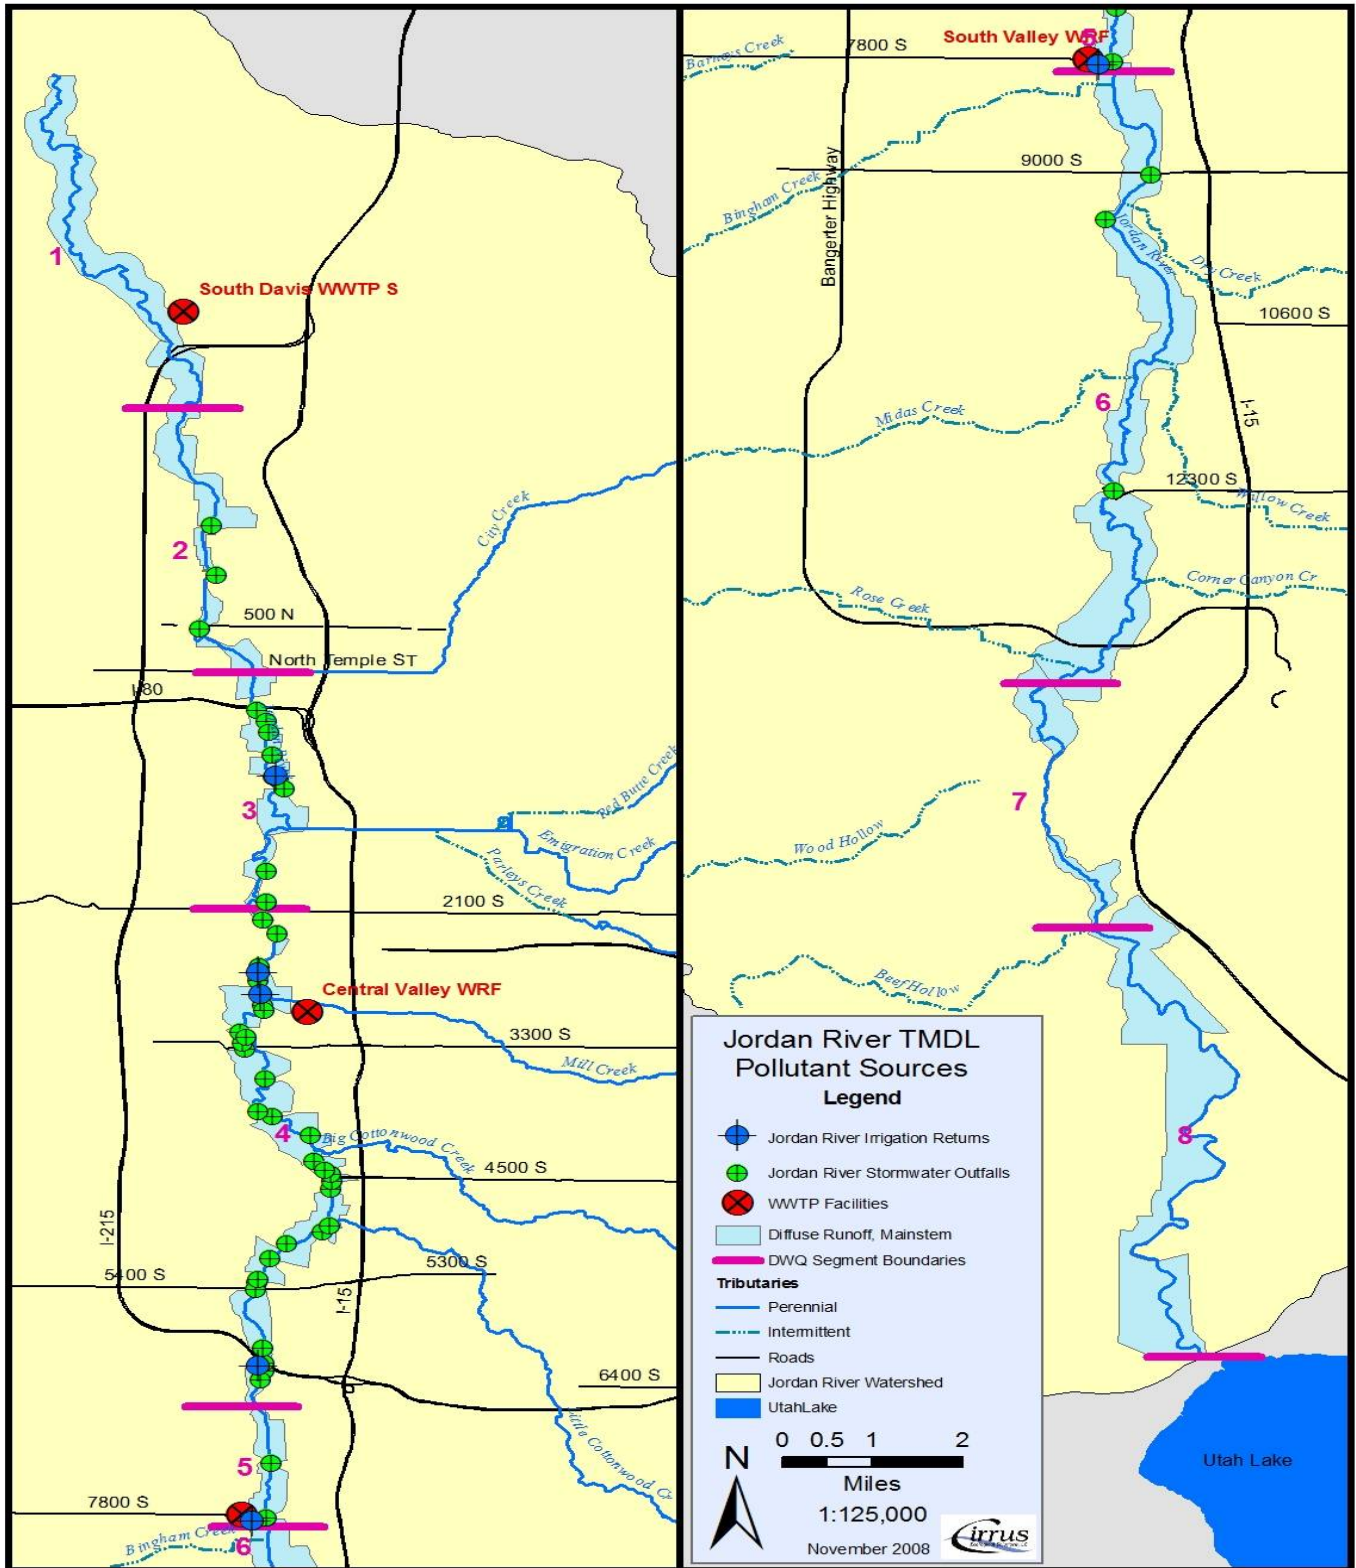 1
South Davis WWTP S
City Creek
2
500 N
North Temple ST
I-80
3
Red Butte Creek
Emigration Creek
Parleys Creek
2100 S
Central Valley WRF
3300 S
Mill Creek
4
Big Cottonwood Creek
4500 S
I-215
5300 S
5400 S
I-15
6400 S
Little Cottonwood Cr
5
7800 S
Bingham Creek
6
South Valley WRF
5
7800 S
Barneys Creek
9000 S
Bingham Creek
Bangerter Highway
Jordan River
Dry Creek
10600 S
6
Midas Creek
I-15
12300 S
Willow Creek
Corner Canyon Cr
Rose Creek
7
Wood Hollow
Beef Hollow
8
Utah Lake
Jordan River TMDL
Pollutant Sources
Legend
Jordan River Irrigation Returns
Jordan River Stormwater Outfalls
WWTP Facilities
Diffuse Runoff, Mainstem
DWQ Segment Boundaries
Tributaries
Perennial
Intermittent
Roads
Jordan River Watershed
UtahLake
0 0.5 1 2
N
Miles
1:125,000
November 2008
Cirrus